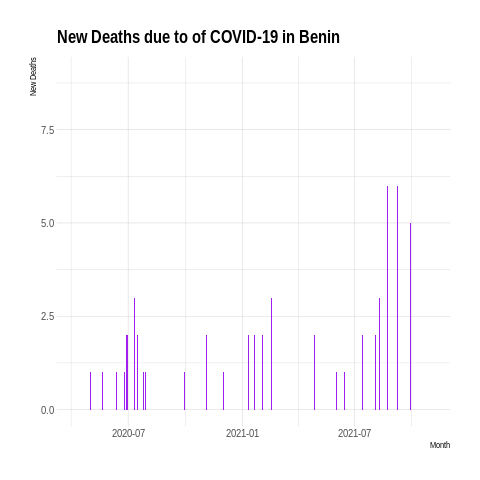 New Deaths due to of COVID-19 in Benin
New Deaths
7.5
5.0
2.5
0.0
2020-07 2021-01 2021-07
Month